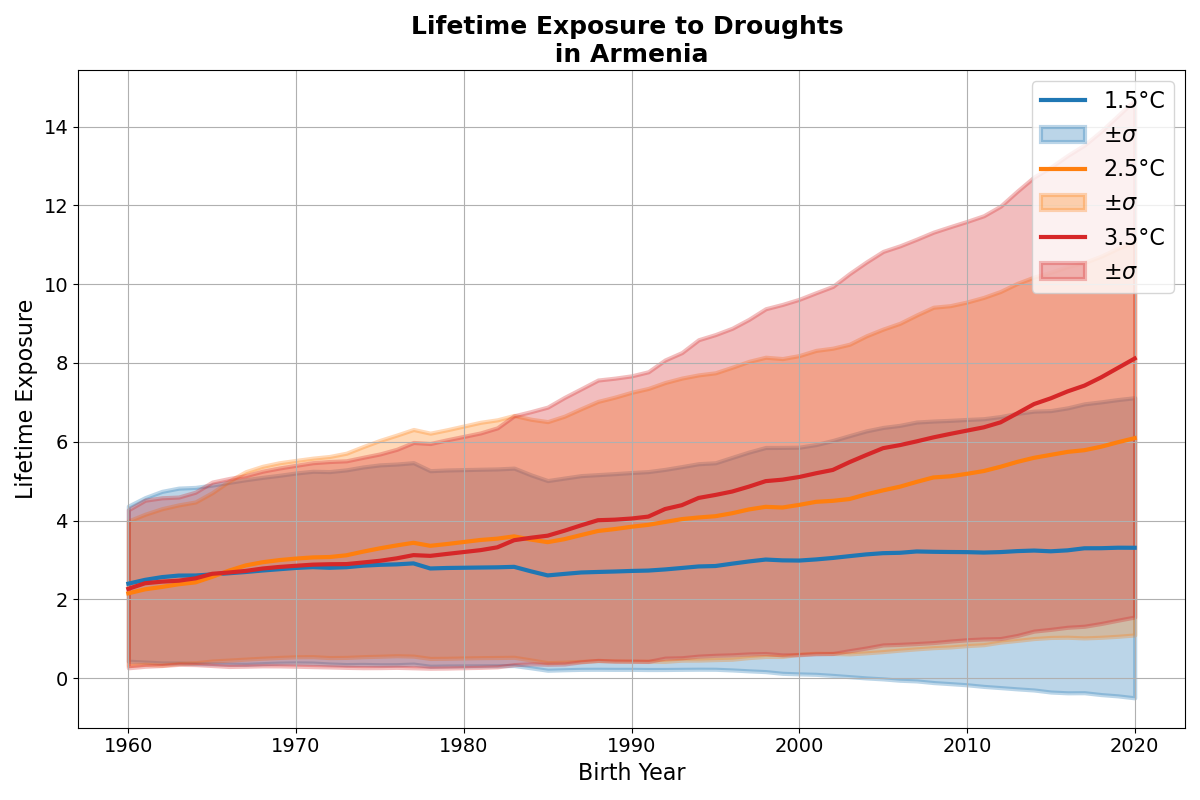 Lifetime Exposure to Droughts
in Armenia
1.5°C
±σ
2.5°C
±σ
3.5°C
±σ
Lifetime Exposure
14
12
10
8
6
4
2
0
1960 1970 1980 1990 2000 2010 2020
Birth Year